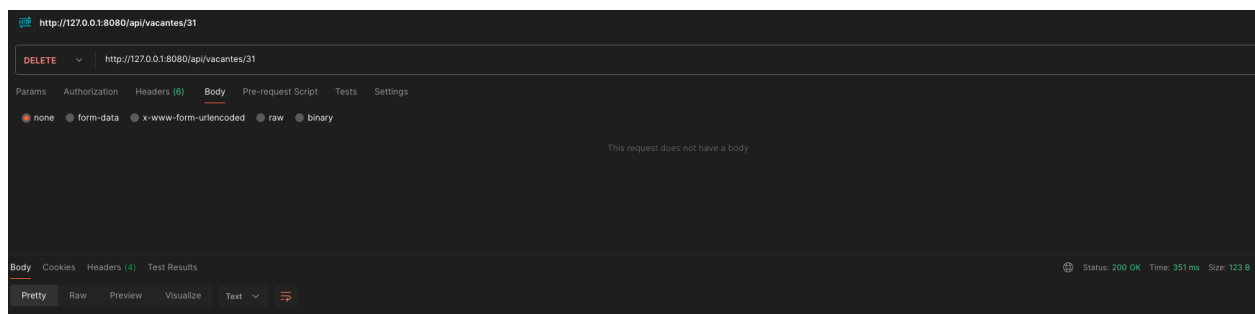 HTTP http://127.0.0.1:8080/api/vacantes/31
DELETE http://127.0.0.1:8080/api/vacantes/31
Params Authorization Headers (6) Body Pre-request Script Tests Settings
none form-data x-www-form-urlencoded raw binary
This request does not have a body
Body Cookies Headers (4) Test Results Status: 200 OK Time: 351 ms Size: 123 B
Pretty Raw Preview Visualize Text